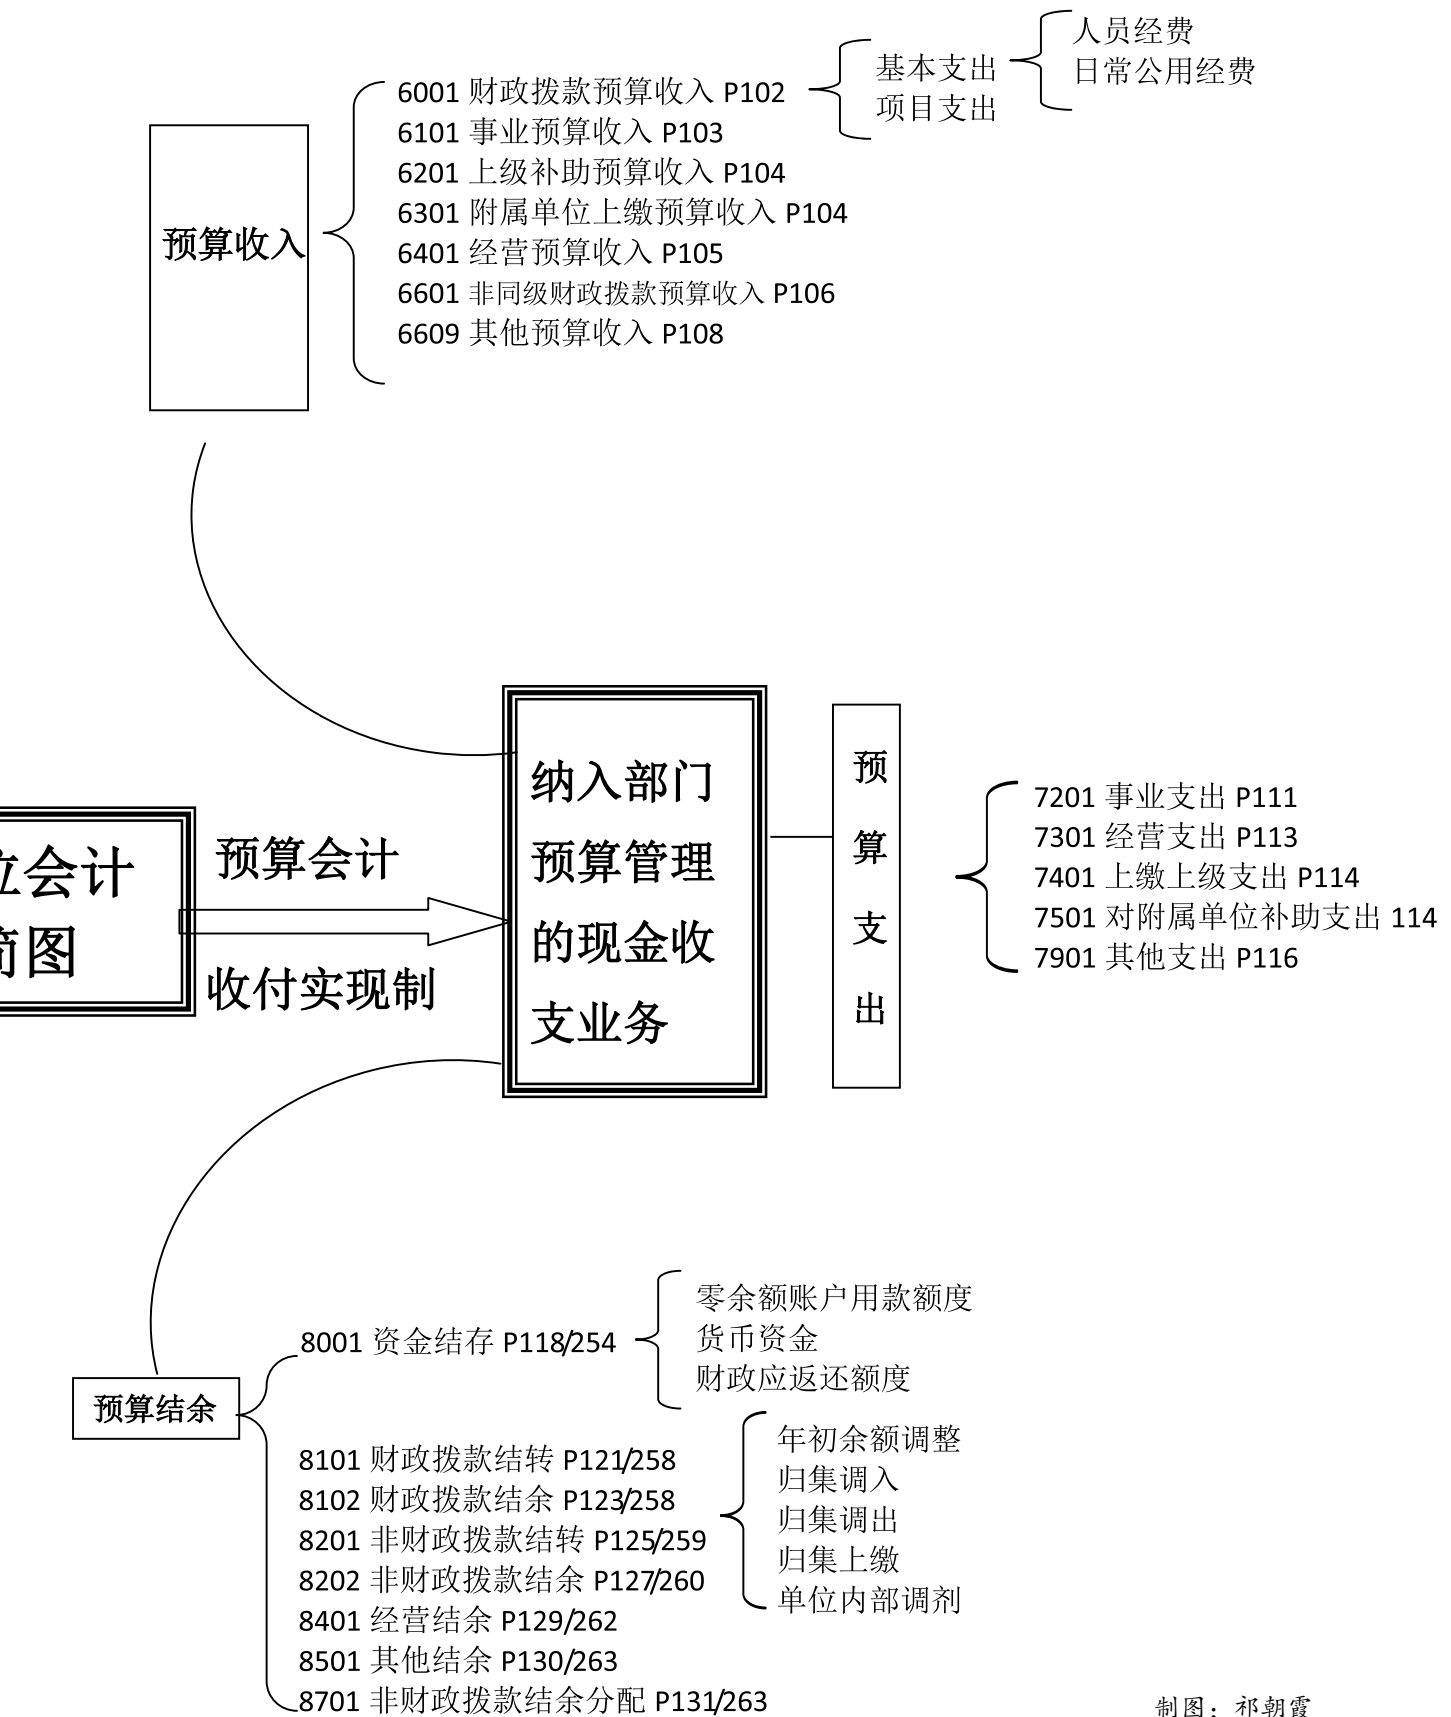 人员经费
日常公用经费
基本支出
项目支出
预算收入
6001 财政拨款预算收入 P102
6101 事业预算收入 P103
6201 上级补助预算收入 P104
6301 附属单位上缴预算收入 P104
6401 经营预算收入 P105
6601 非同级财政拨款预算收入 P106
6609 其他预算收入 P108
会计
图
预算会计
收付实现制
纳入部门
预算管理
的现金收
支业务
预
算
支
出
7201 事业支出 P111
7301 经营支出 P113
7401 上缴上级支出 P114
7501 对附属单位补助支出 114
7901 其他支出 P116
预算结余
8001 资金结存 P118/254
零余额账户用款额度
货币资金
财政应返还额度
8101 财政拨款结转 P121/258
8102 财政拨款结余 P123/258
8201 非财政拨款结转 P125/259
8202 非财政拨款结余 P127/260
8401 经营结余 P129/262
8501 其他结余 P130/263
8701 非财政拨款结余分配 P131/263
年初余额调整
归集调入
归集调出
归集上缴
单位内部调剂
制图：祁朝霞